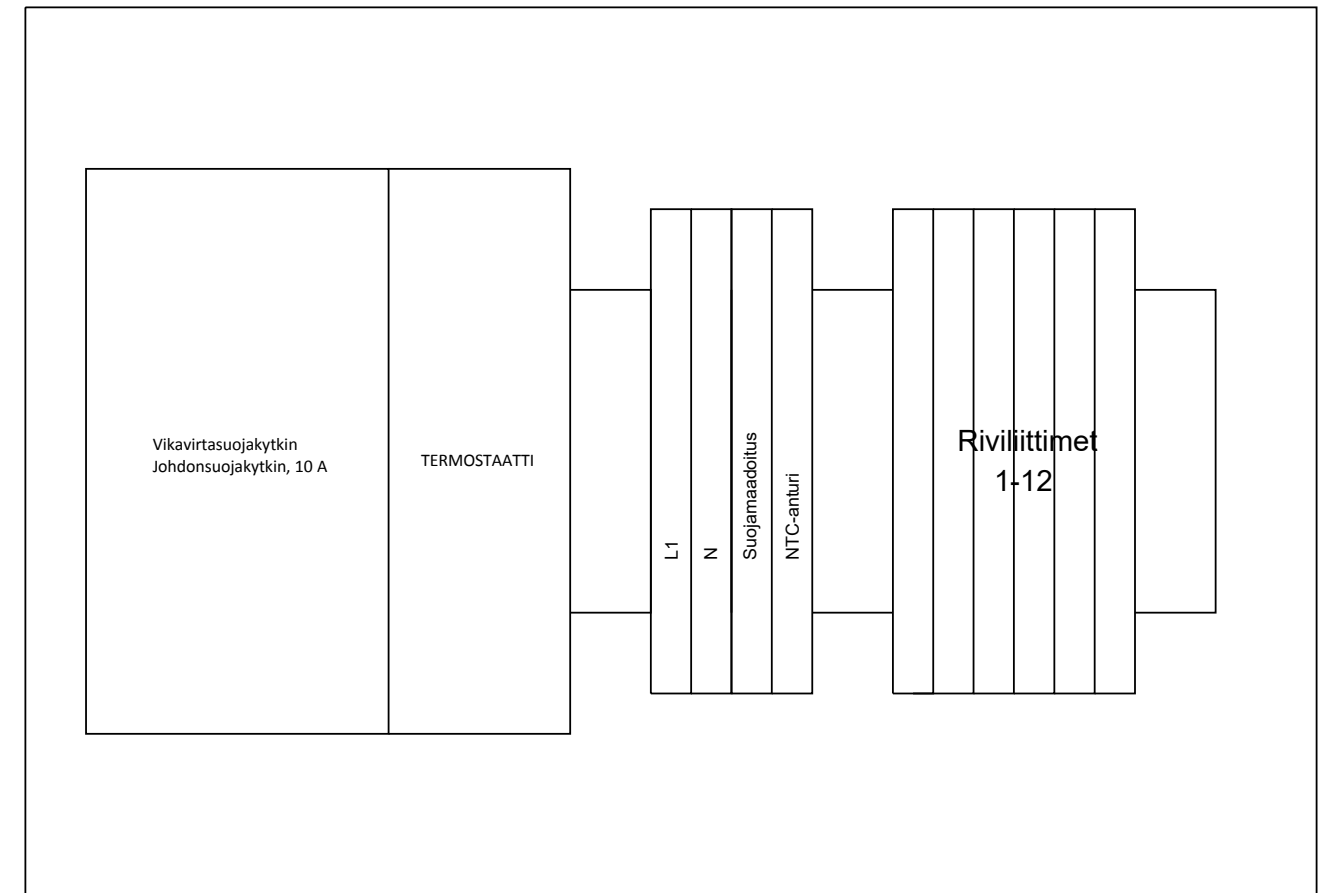 Vikavirtasuojakytkin
Johdonsuojakytkin, 10 A
TERMOSTAATTI
L1
N
Suojamaadoitus
NTC-anturi
Riviliittimet
1-12